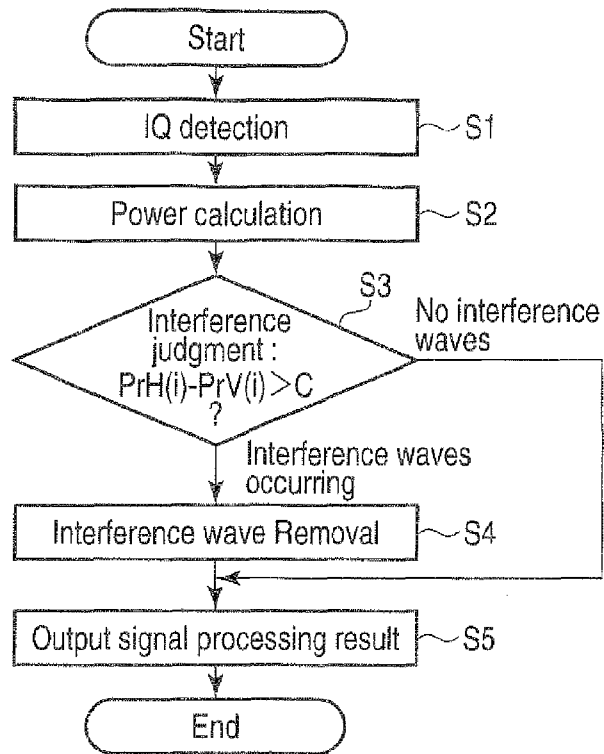 Start
IQ detection
S1
Power calculation
S2
S3
Interference
judgment :
PrH(i)-PrV(i)>C
?
No interference
waves
Interference waves
occurring
Interference wave Removal
S4
Output signal processing result
S5
End